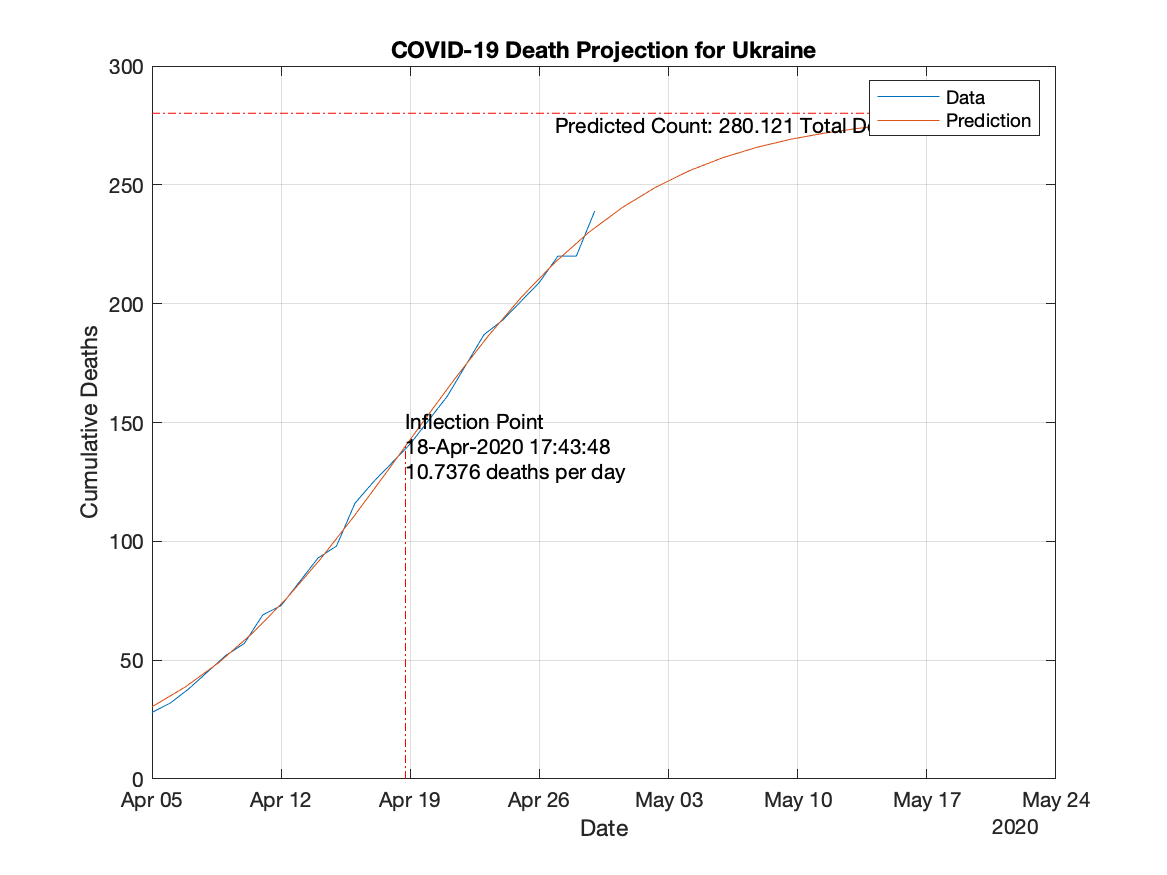 COVID-19 Death Projection for Ukraine
300
Data
Predicted Count: 280.121 Total
Prediction
250
200
Cumulative Deaths
150
Inflection Point
18-Apr-2020 17:43:48
10.7376 deaths per day
100
50
0
Apr 05
Apr 12
Apr 19
Apr 26
May 03
May 10
May 17
May 24
Date
2020